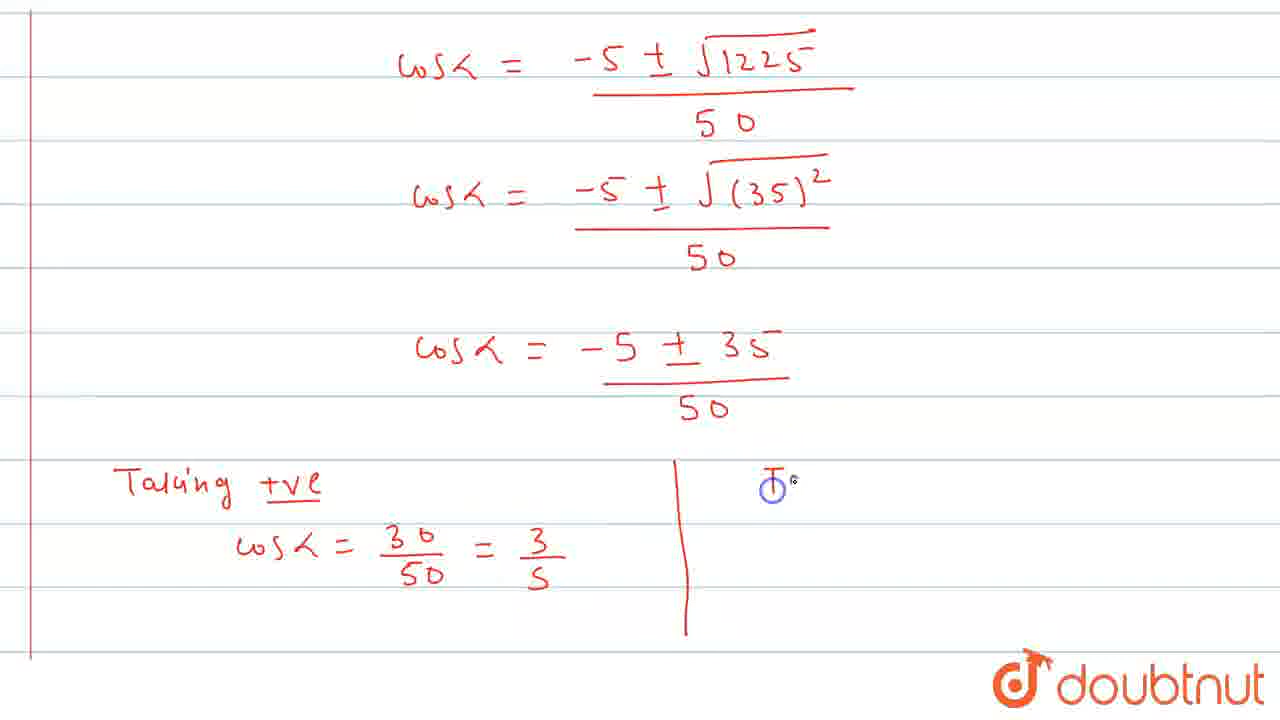 cos α = -5 ± √1225
50
cos α = -5 ± √(35)²
50
cos α = -5 ± 35
50
Taking +ve
T
cos α = 30/50 = 3/5
doubtnut